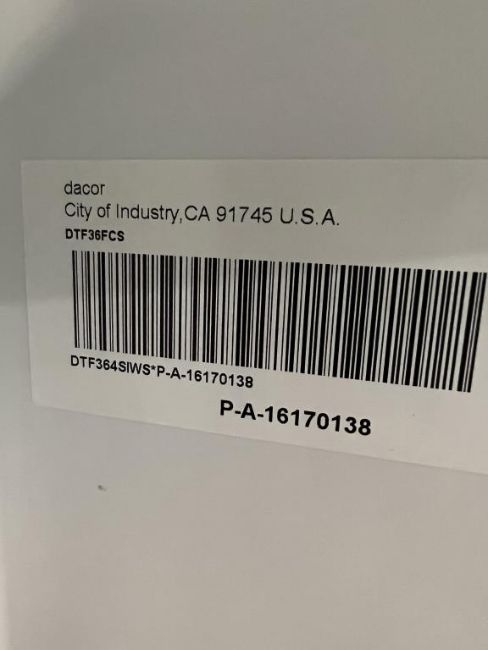 dacor
City of Industry,CA 91745 U.S.A.
DTF36FCS
DTF364SIWS*P-A-16170138
P-A-16170138